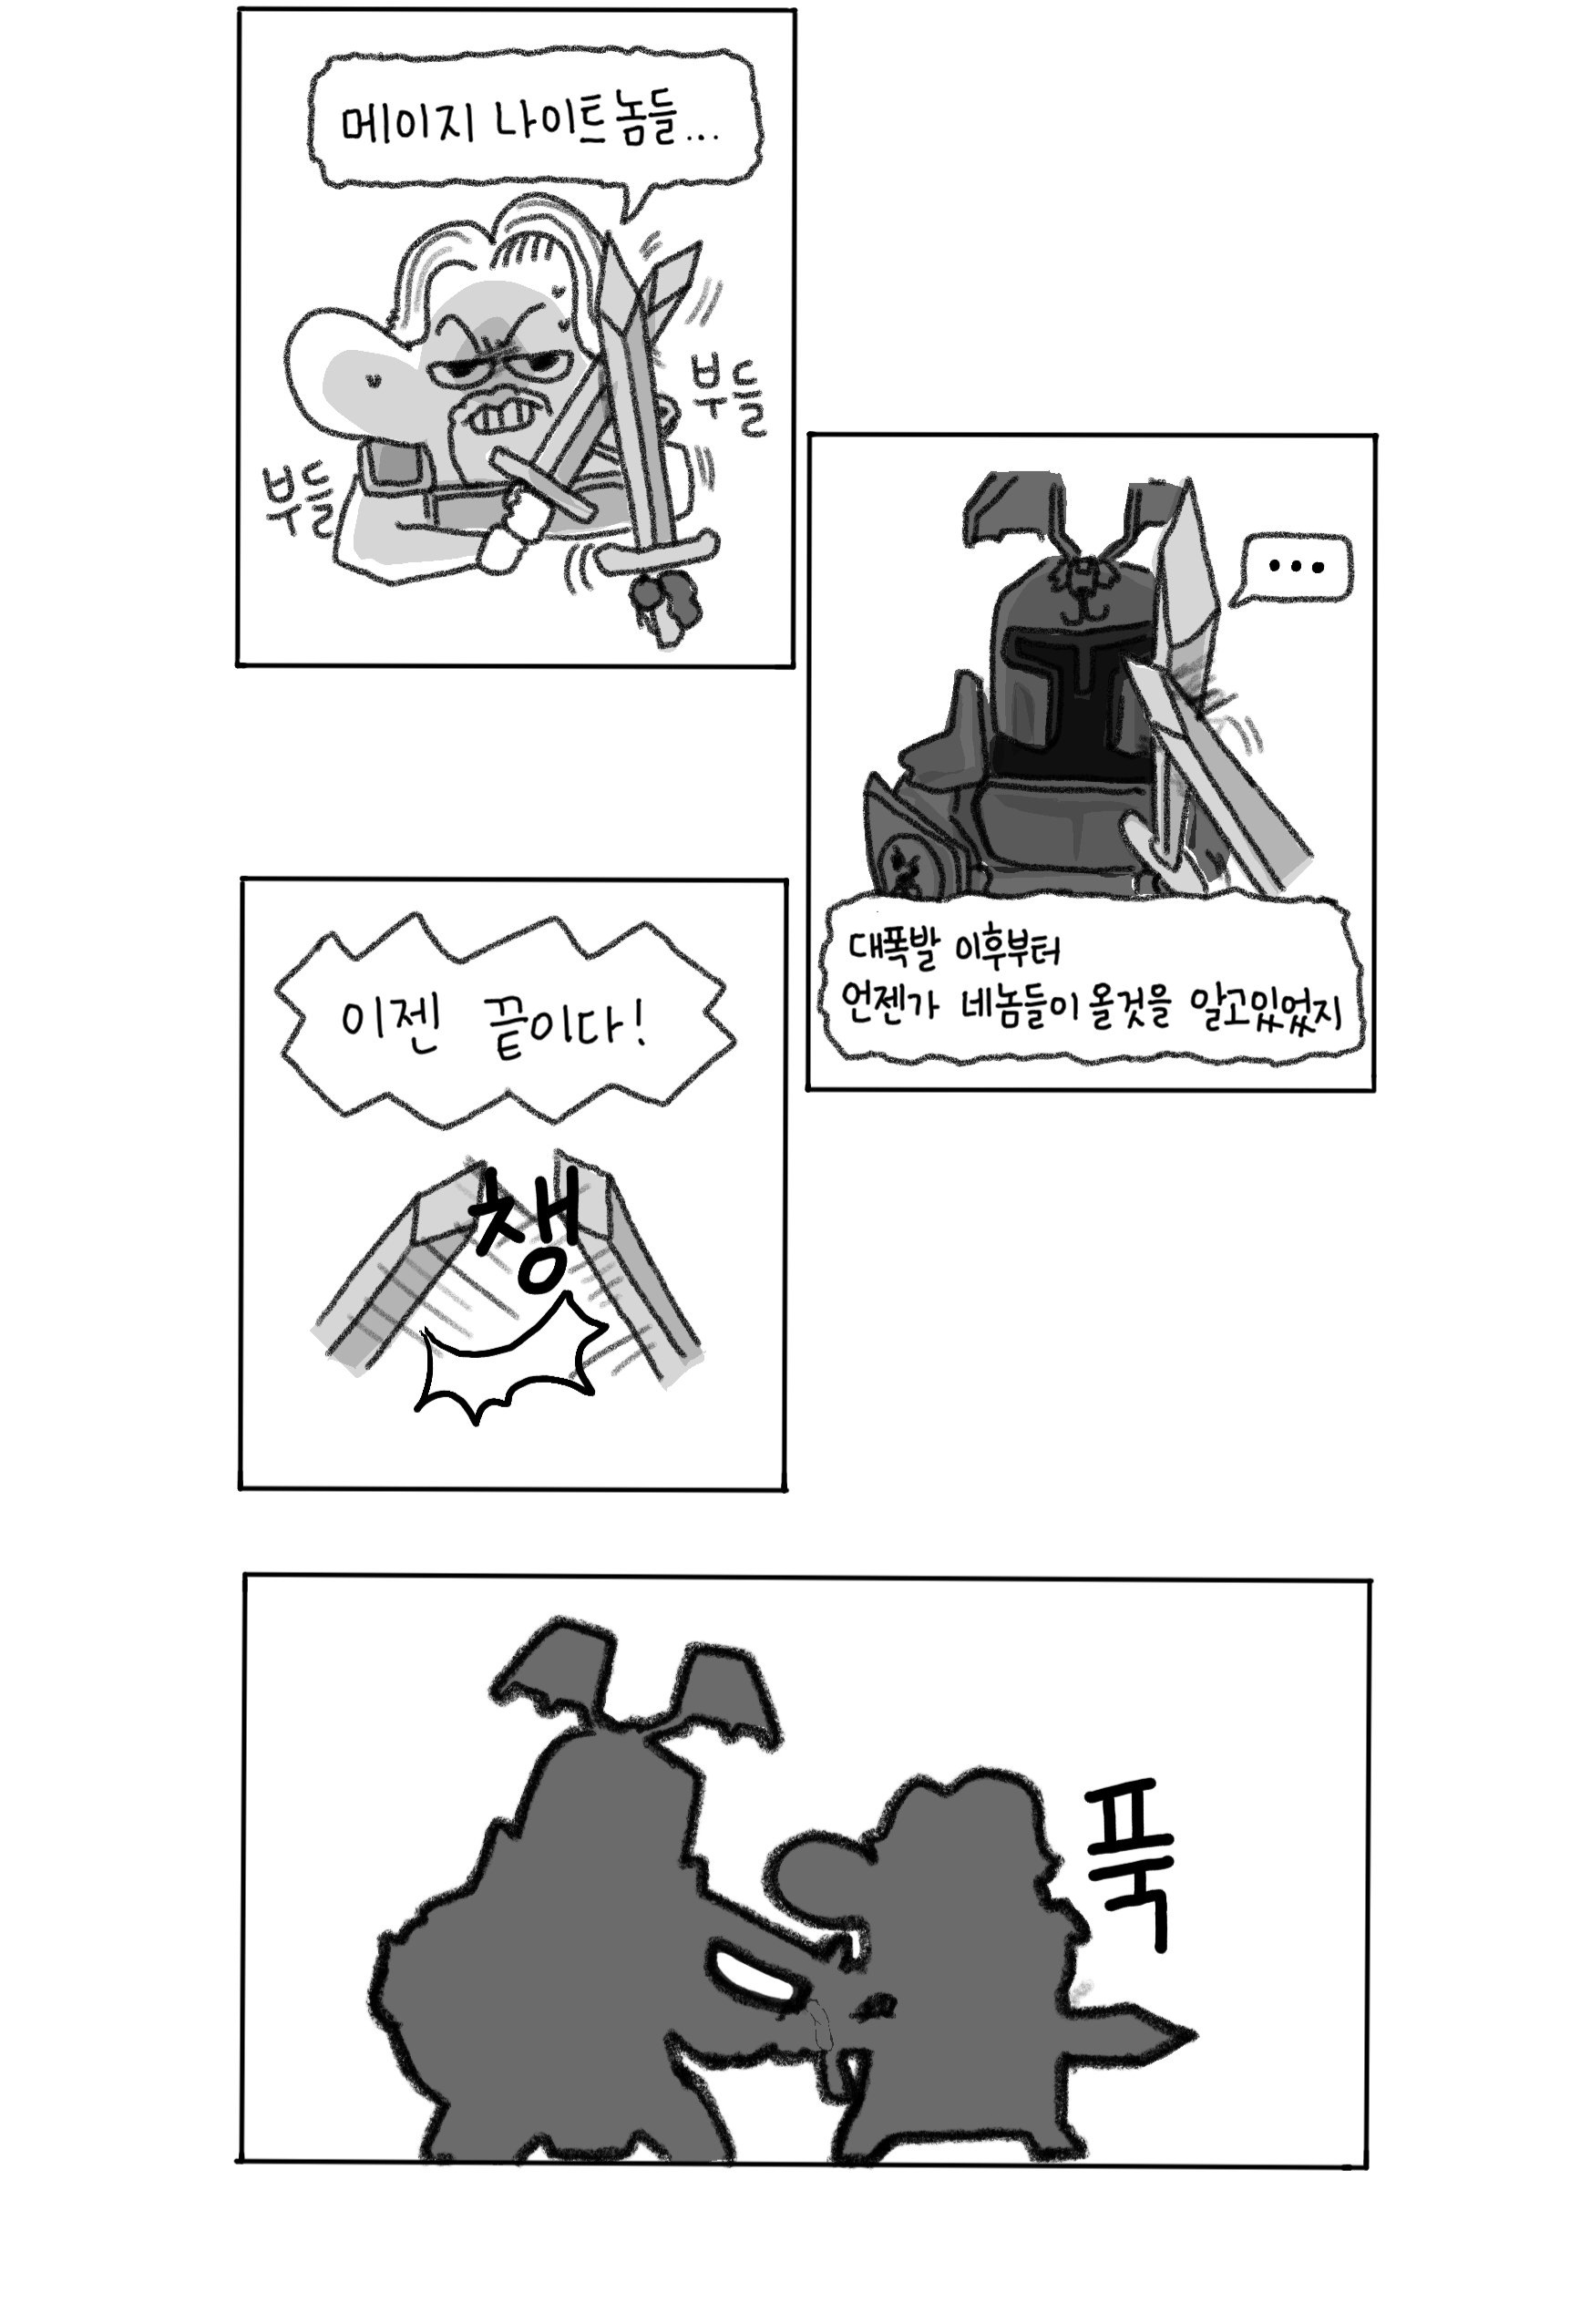 메이지 나이트놈들...
부들
부들
...
대폭발 이후부터
언젠가 네놈들이 올것을 알고있었지
이젠 끝이다!
챙
푹